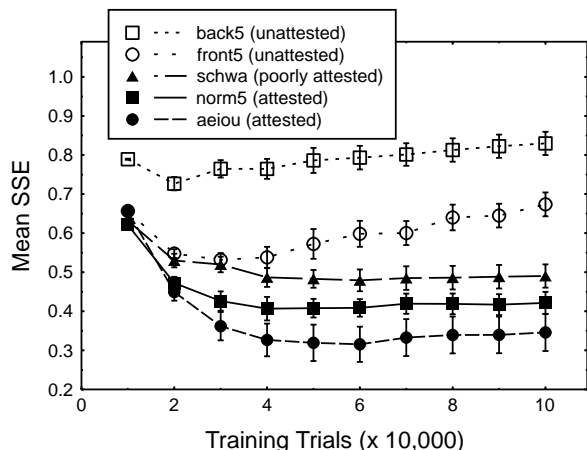 back5 (unattested)
front5 (unattested)
schwa (poorly attested)
norm5 (attested)
aeiou (attested)
1.0
0.9
0.8
0.7
0.6
0.5
0.4
0.3
0.2
Mean SSE
0 2 4 6 8 10
Training Trials (x 10,000)